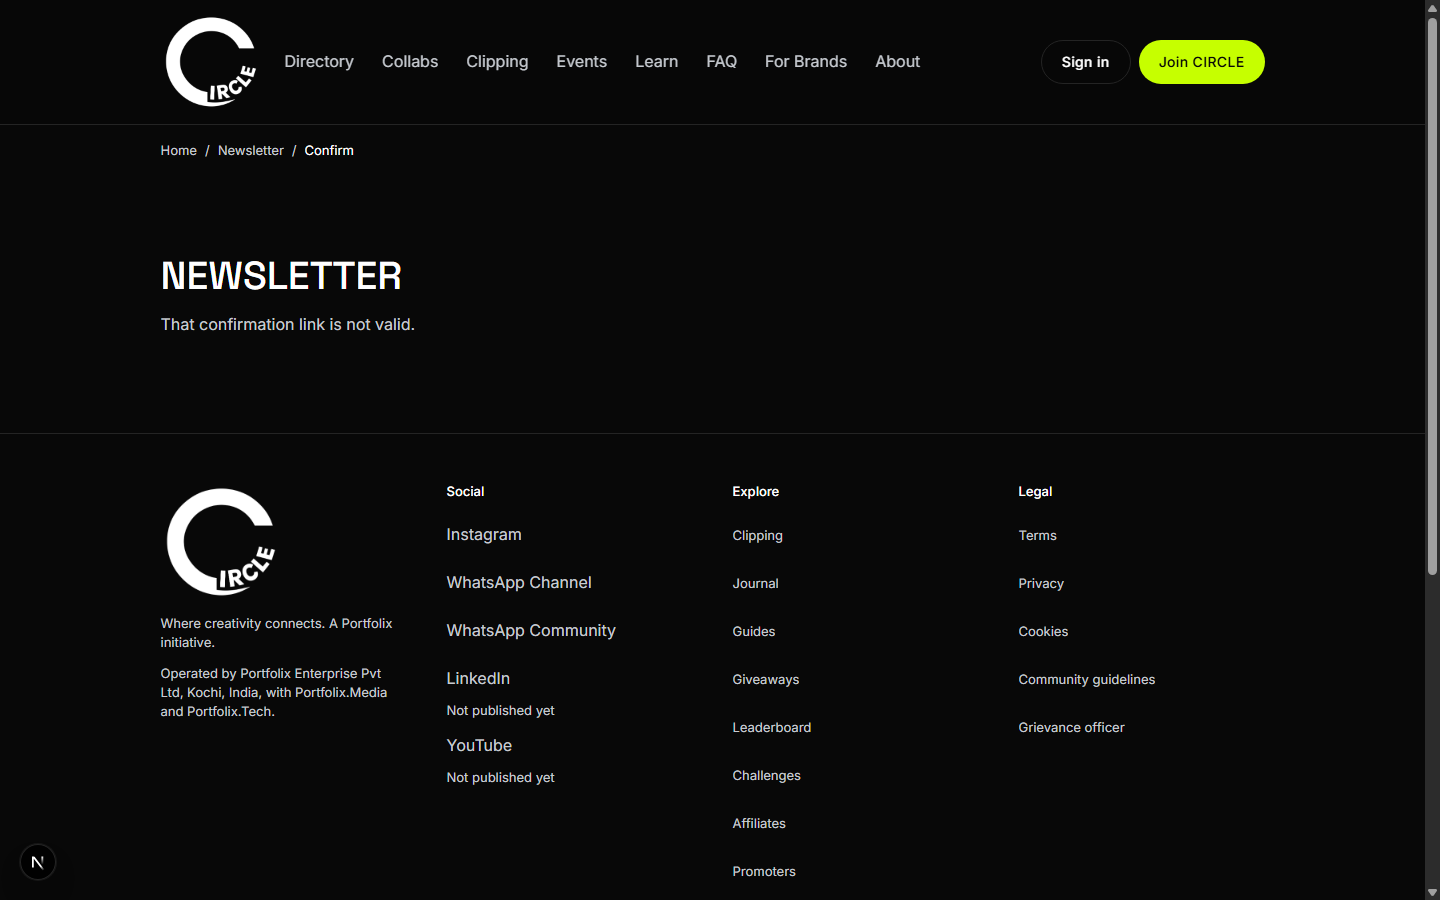 CIRCLE
Directory
Collabs
Clipping
Events
Learn
FAQ
For Brands
About
Sign in
Join CIRCLE
Home / Newsletter / Confirm
NEWSLETTER
That confirmation link is not valid.
CIRCLE
Where creativity connects. A Portfolix
initiative.
Operated by Portfolix Enterprise Pvt
Ltd, Kochi, India, with Portfolix.Media
and Portfolix.Tech.
Social
Instagram
WhatsApp Channel
WhatsApp Community
LinkedIn
Not published yet
YouTube
Not published yet
Explore
Clipping
Journal
Guides
Giveaways
Leaderboard
Challenges
Affiliates
Promoters
Legal
Terms
Privacy
Cookies
Community guidelines
Grievance officer
N